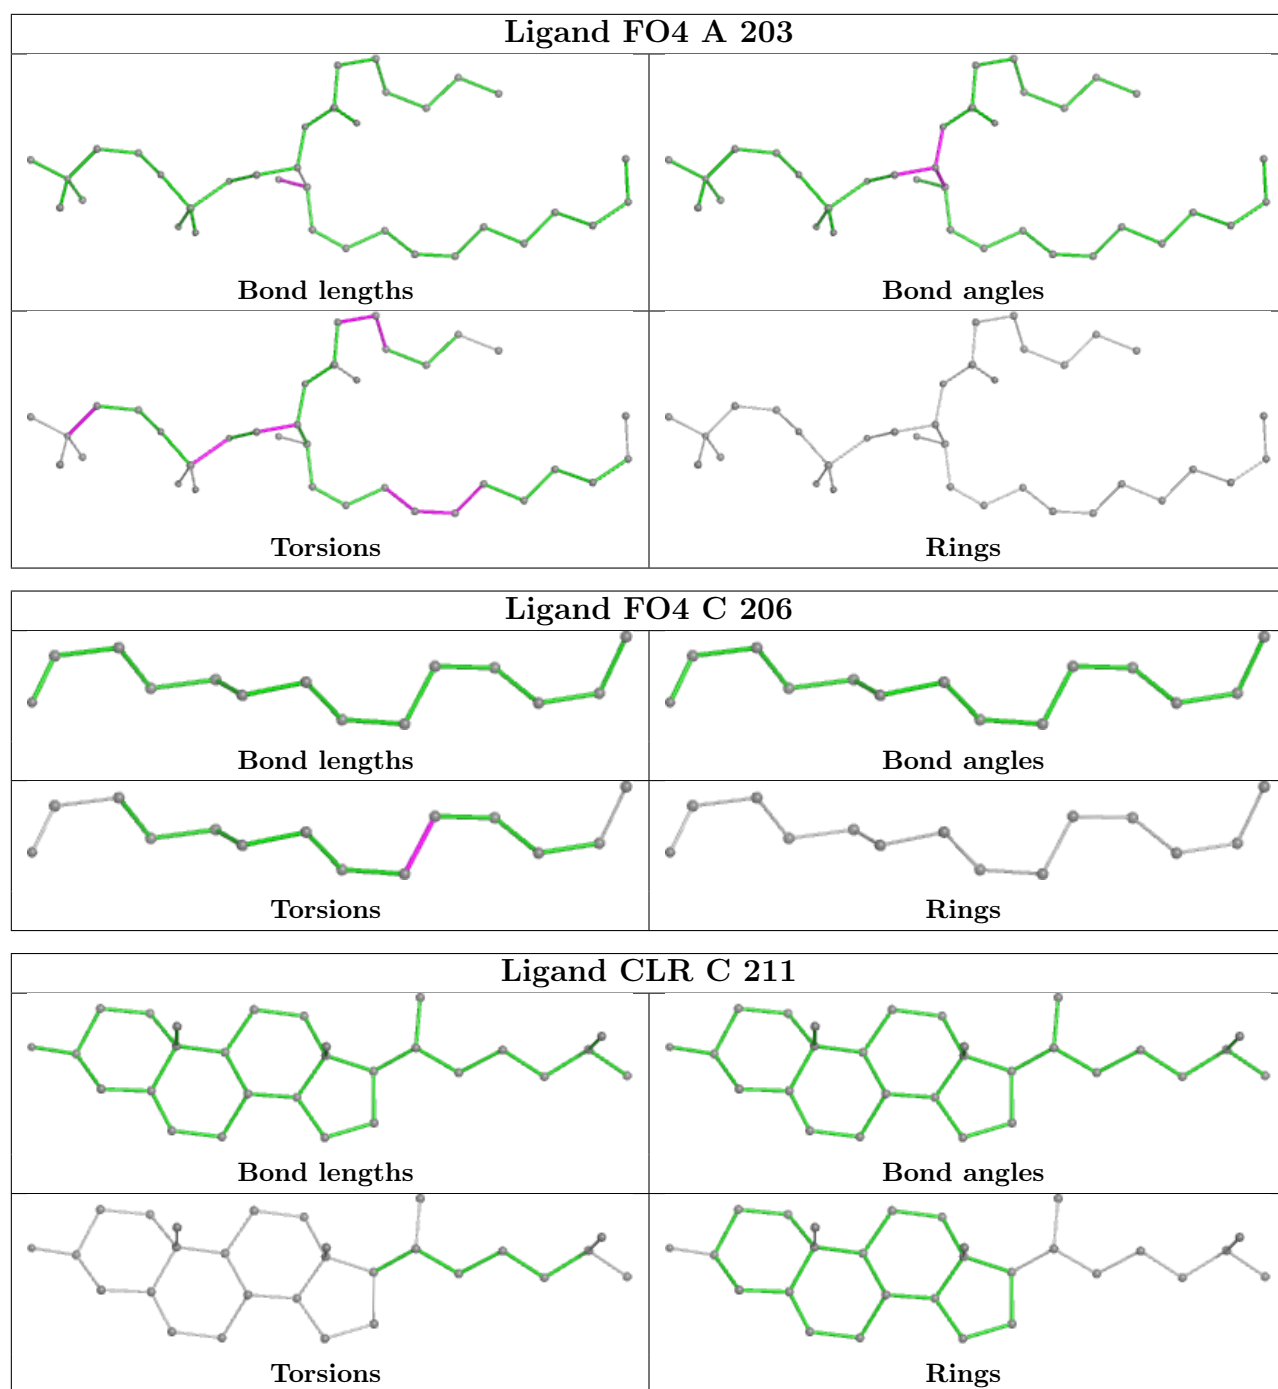 Ligand FO4 A 203
Bond lengths
Bond angles
Torsions
Rings
Ligand FO4 C 206
Bond lengths
Bond angles
Torsions
Rings
Ligand CLR C 211
Bond lengths
Bond angles
Torsions
Rings